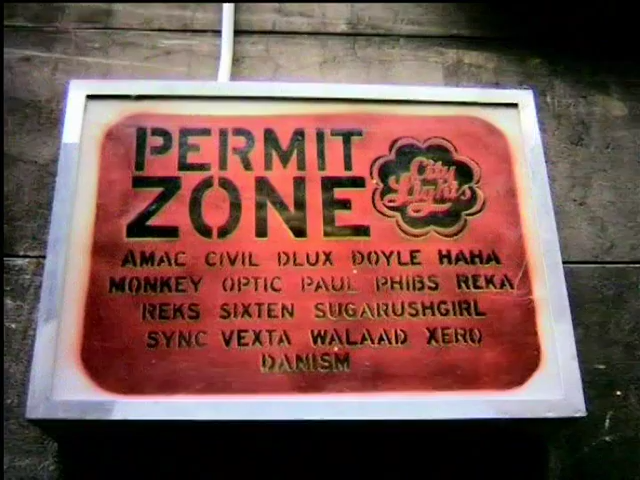 PERMIT
ZONE
City
Lights
AMAC CIVIL DLUX DOYLE HAHA
MONKEY OPTIC PAUL PHIBS REKA
REKS SIXTEN SUGARUSHGIRL
SYNC VEXTA WALAAD XERO
DANISM